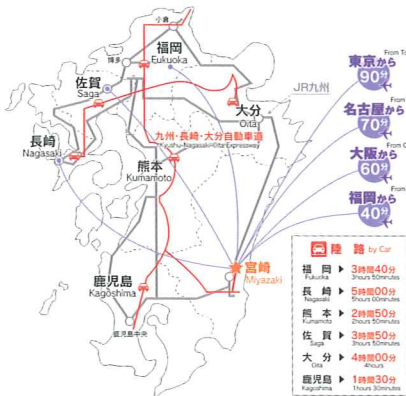 小倉
博多
福岡
Fukuoka
佐賀
Saga
長崎
Nagasaki
大分
Oita
九州・長崎・大分自動車道
Kyushu-Nagasaki-Oita Expressway
熊本
Kumamoto
宮崎
Miyazaki
鹿児島
Kagoshima
鹿児島中央
JR九州
From To
東京から
90分
From
名古屋から
70分
From O
大阪から
60分
From
福岡から
40分
陸路 by Car
福岡 ▶ 3時間40分
Fukuoka 3hours 50minutes
長崎 ▶ 5時間00分
Nagasaki 5hours 00minutes
熊本 ▶ 2時間50分
Kumamoto 2hours 50minutes
佐賀 ▶ 3時間50分
Saga 3hours 50minutes
大分 ▶ 4時間00分
Oita 4hours
鹿児島 ▶ 1時間30分
Kagoshima 1hours 30minutes